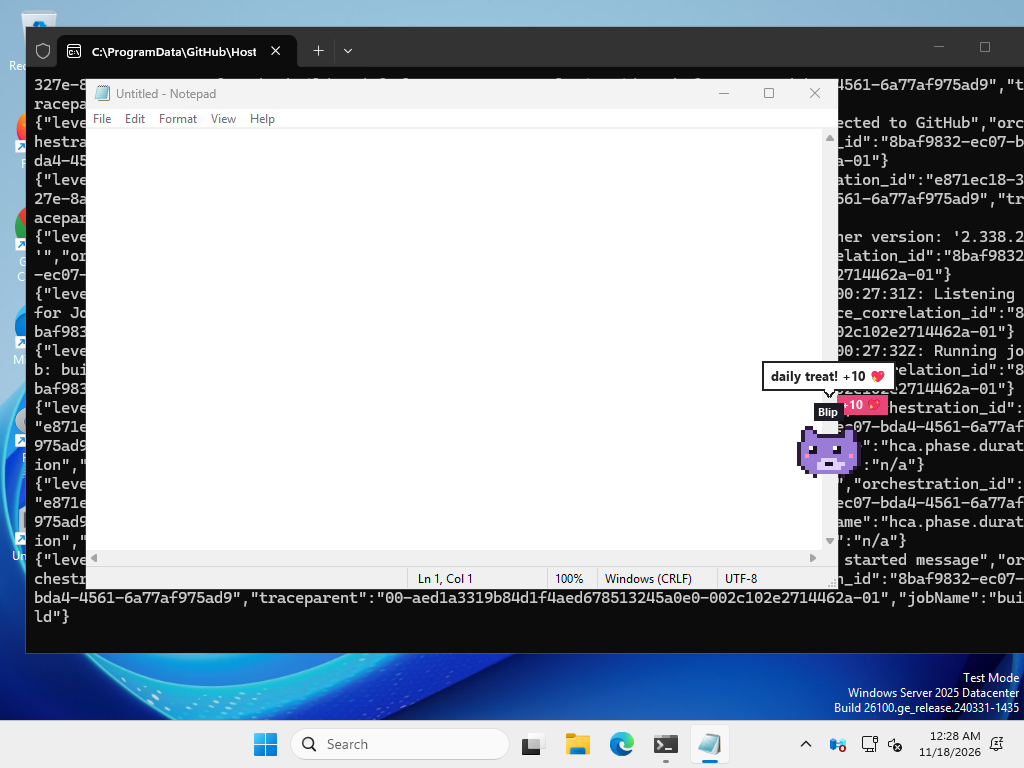 C:\ProgramData\GitHub\Host
327e-8
4561-6a77af975ad9","t
Untitled - Notepad
racepa
File Edit Format View Help
{"leve
ected to GitHub","orc
hestra
_id":"8baf9832-ec07-b
da4-45
a-01"}
{"leve
ation_id":"e871ec18-3
27e-8a
561-6a77af975ad9","tr
acepar
{"leve
ner version: '2.338.2
'","or
elation_id":"8baf9832
-ec07-
2714462a-01"}
{"leve
00:27:31Z: Listening
for Jo
ce_correlation_id":"8
baf983
02c102e2714462a-01"}
{"leve
00:27:32Z: Running jo
b: bui
relation_id":"8
baf983
02c102e2714462a-01"}
daily treat! +10 💖
+10 💖
Blip
{"leve
hestration_id":
"e871e
ec07-bda4-4561-6a77af
975ad9
":"hca.phase.durat
ion","
:"n/a"}
{"leve
","orchestration_id":
"e871e
ec07-bda4-4561-6a77af
975ad9
ame":"hca.phase.durat
ion","
":"n/a"}
{"leve
started message","or
chestr
_id":"8baf9832-ec07-
Ln 1, Col 1 100% Windows (CRLF) UTF-8
bda4-4561-6a77af975ad9","traceparent":"00-aed1a3319b84d1f4aed678513245a0e0-002c102e2714462a-01","jobName":"bui
ld"}
Test Mode
Windows Server 2025 Datacenter
Build 26100.ge_release.240331-1435
Search
12:28 AM
11/18/2026